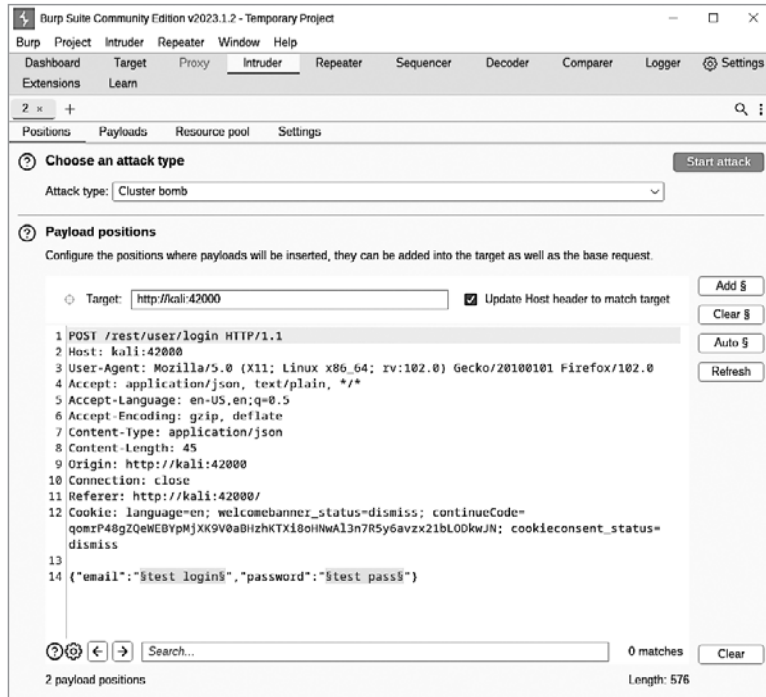 Burp Suite Community Edition v2023.1.2 - Temporary Project
Burp Project Intruder Repeater Window Help
Dashboard Target Proxy Intruder Repeater Sequencer Decoder Comparer Logger Settings
Extensions Learn
2 × +
Positions Payloads Resource pool Settings
? Choose an attack type Start attack
Attack type: Cluster bomb
? Payload positions
Configure the positions where payloads will be inserted, they can be added into the target as well as the base request.
Add §
Target: http://kali:42000 Update Host header to match target
Clear §
Auto §
Refresh
1 POST /rest/user/login HTTP/1.1
2 Host: kali:42000
3 User-Agent: Mozilla/5.0 (X11; Linux x86_64; rv:102.0) Gecko/20100101 Firefox/102.0
4 Accept: application/json, text/plain, */*
5 Accept-Language: en-US,en;q=0.5
6 Accept-Encoding: gzip, deflate
7 Content-Type: application/json
8 Content-Length: 45
9 Origin: http://kali:42000
10 Connection: close
11 Referer: http://kali:42000/
12 Cookie: language=en; welcomebanner_status=dismiss; continueCode=
qomrP48gZQeWEBYpMjXK9V0aBHzhKTXi8oHNwAl3n7R5y6avzx21bLODkwJN; cookieconsent_status=
dismiss
13
14 {"email":"§test login§","password":"§test pass§"}
? Search... 0 matches Clear
2 payload positions Length: 576